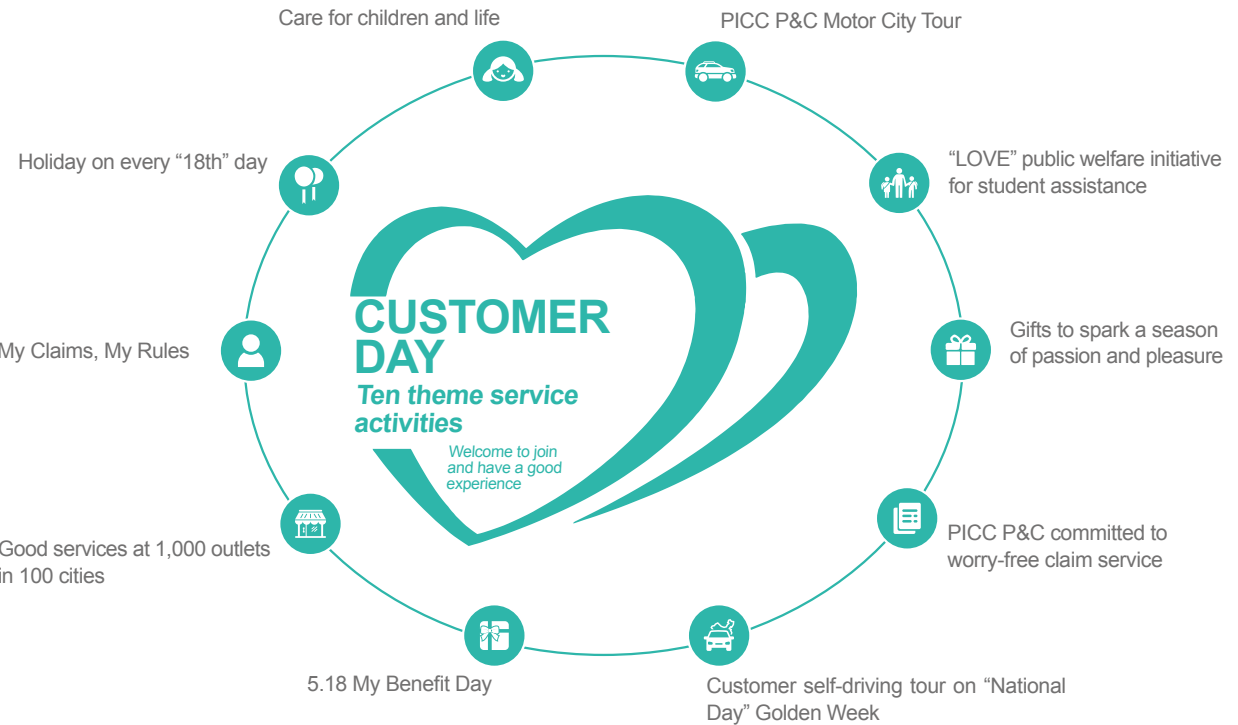 Care for children and life
PICC P&C Motor City Tour
Holiday on every “18th” day
“LOVE” public welfare initiative
for student assistance
CUSTOMER
DAY
Ten theme service
activities
Welcome to join
and have a good
experience
My Claims, My Rules
Gifts to spark a season
of passion and pleasure
Good services at 1,000 outlets
in 100 cities
PICC P&C committed to
worry-free claim service
5.18 My Benefit Day
Customer self-driving tour on “National
Day” Golden Week